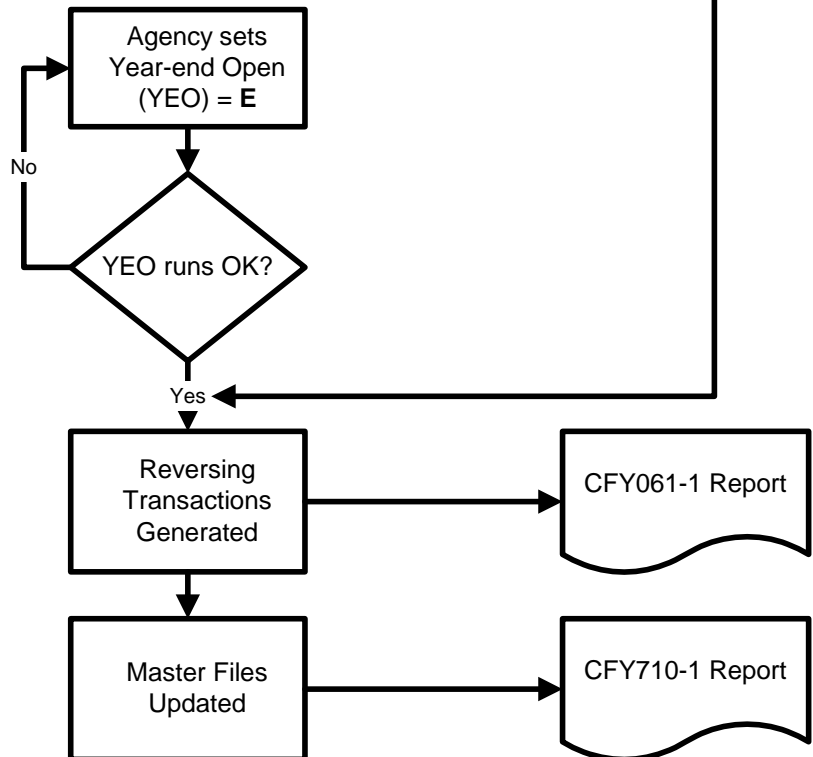 Agency sets
Year-end Open
(YEO) = E
No
YEO runs OK?
Yes
Reversing
Transactions
Generated
CFY061-1 Report
Master Files
Updated
CFY710-1 Report